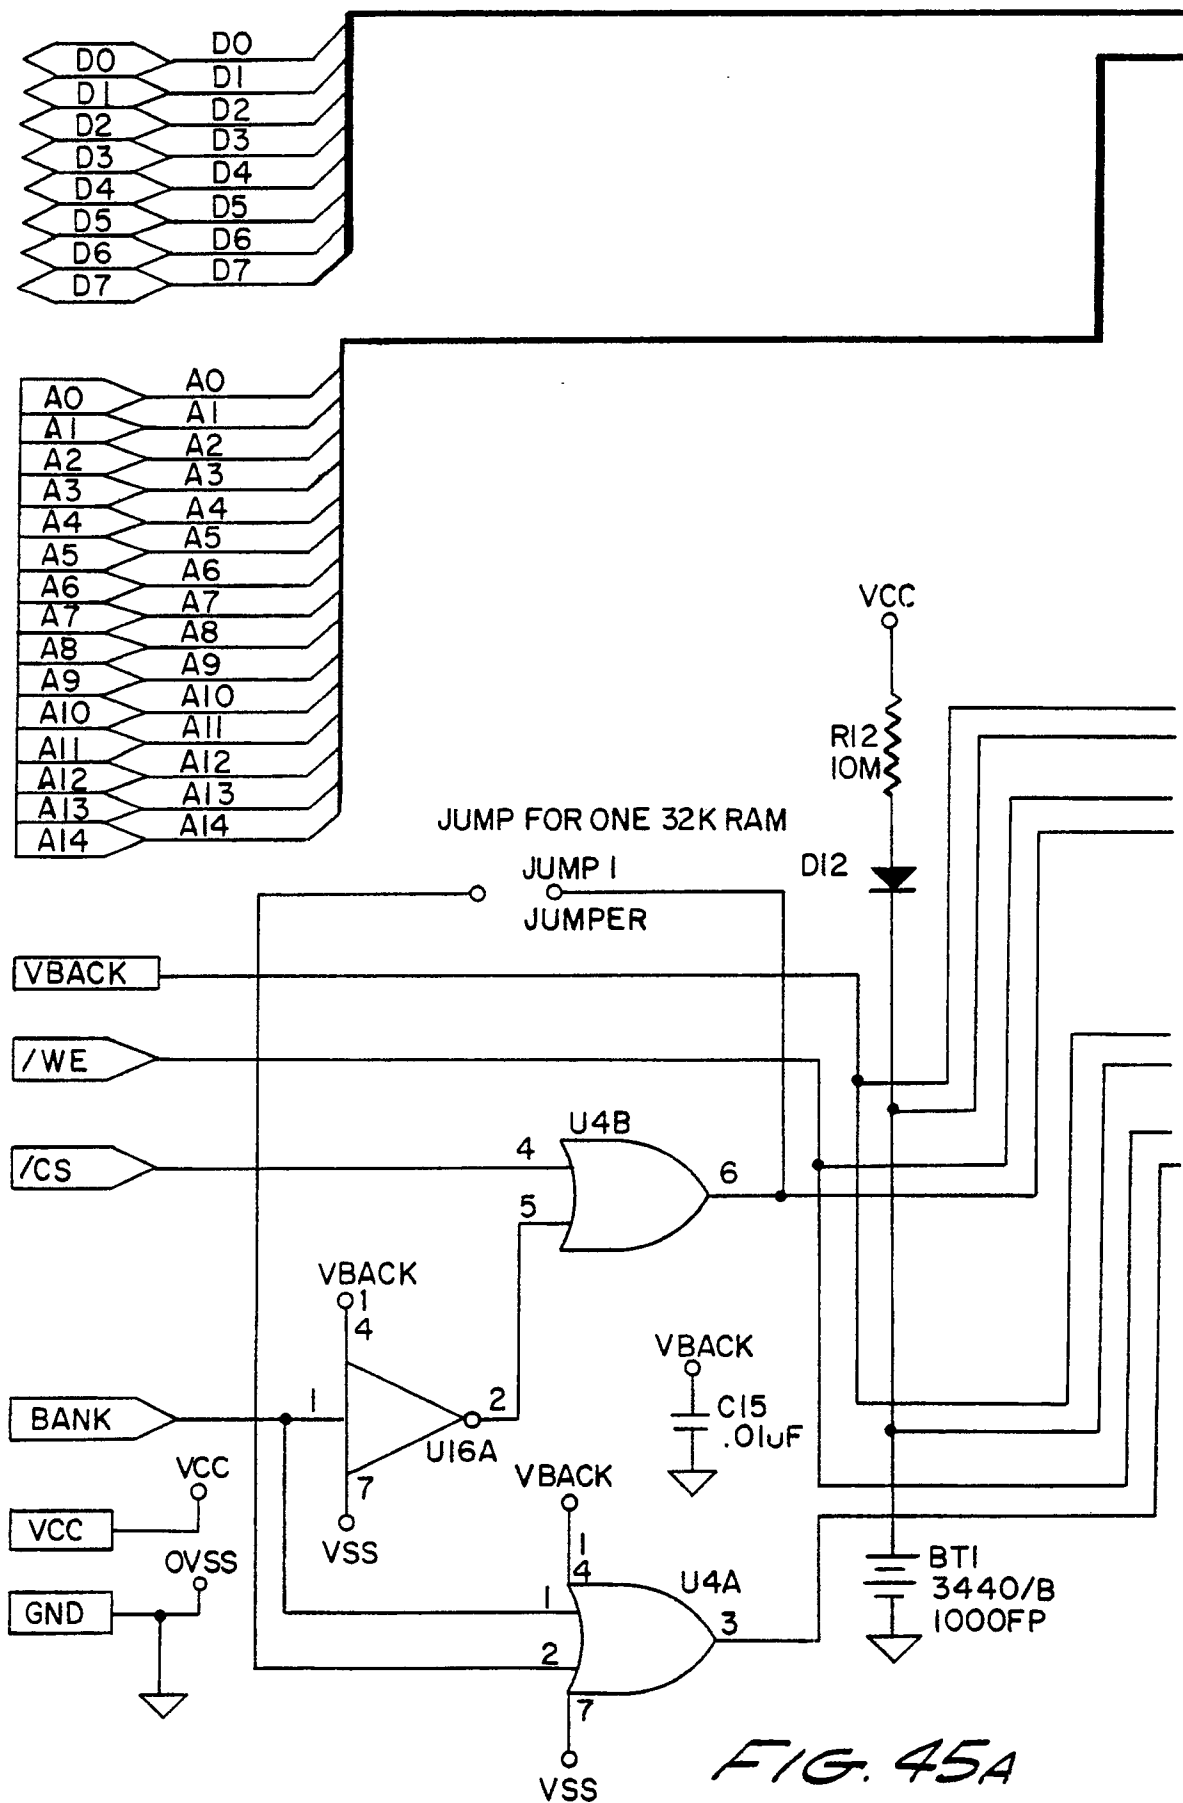 D0 D0
D1 D1
D2 D2
D3 D3
D4 D4
D5 D5
D6 D6
D7 D7
A0 A0
A1 A1
A2 A2
A3 A3
A4 A4
A5 A5
A6 A6
A7 A7
A8 A8
A9 A9
A10 A10
A11 A11
A12 A12
A13 A13
A14 A14
VCC
R12
10M
D12
JUMP FOR ONE 32K RAM
JUMP 1
JUMPER
VBACK
/WE
/CS
4
5
U4B
6
VBACK
1
4
BANK
1
2
U16A
7
VSS
VBACK
C15
.01uF
VCC
VCC
0VSS
GND
VBACK
1
4
U4A
1
2
3
7
VSS
BT1
3440/B
1000FP
FIG. 45A